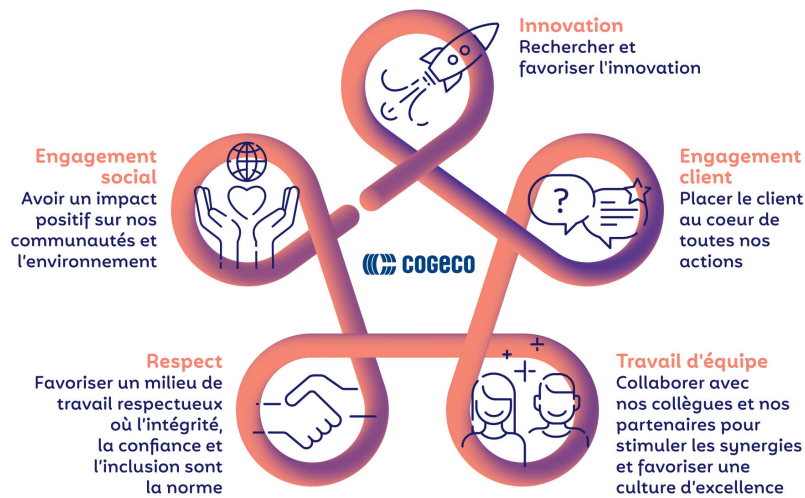 Innovation
Rechercher et
favoriser l'innovation
Engagement
social
Avoir un impact
positif sur nos
communautés et
l'environnement
Engagement
client
Placer le client
au coeur de
toutes nos
actions
?
cogeco
Respect
Favoriser un milieu de
travail respectueux
où l'intégrité,
la confiance et
l'inclusion sont
la norme
Travail d'équipe
Collaborer avec
nos collègues et nos
partenaires pour
stimuler les synergies
et favoriser une
culture d'excellence